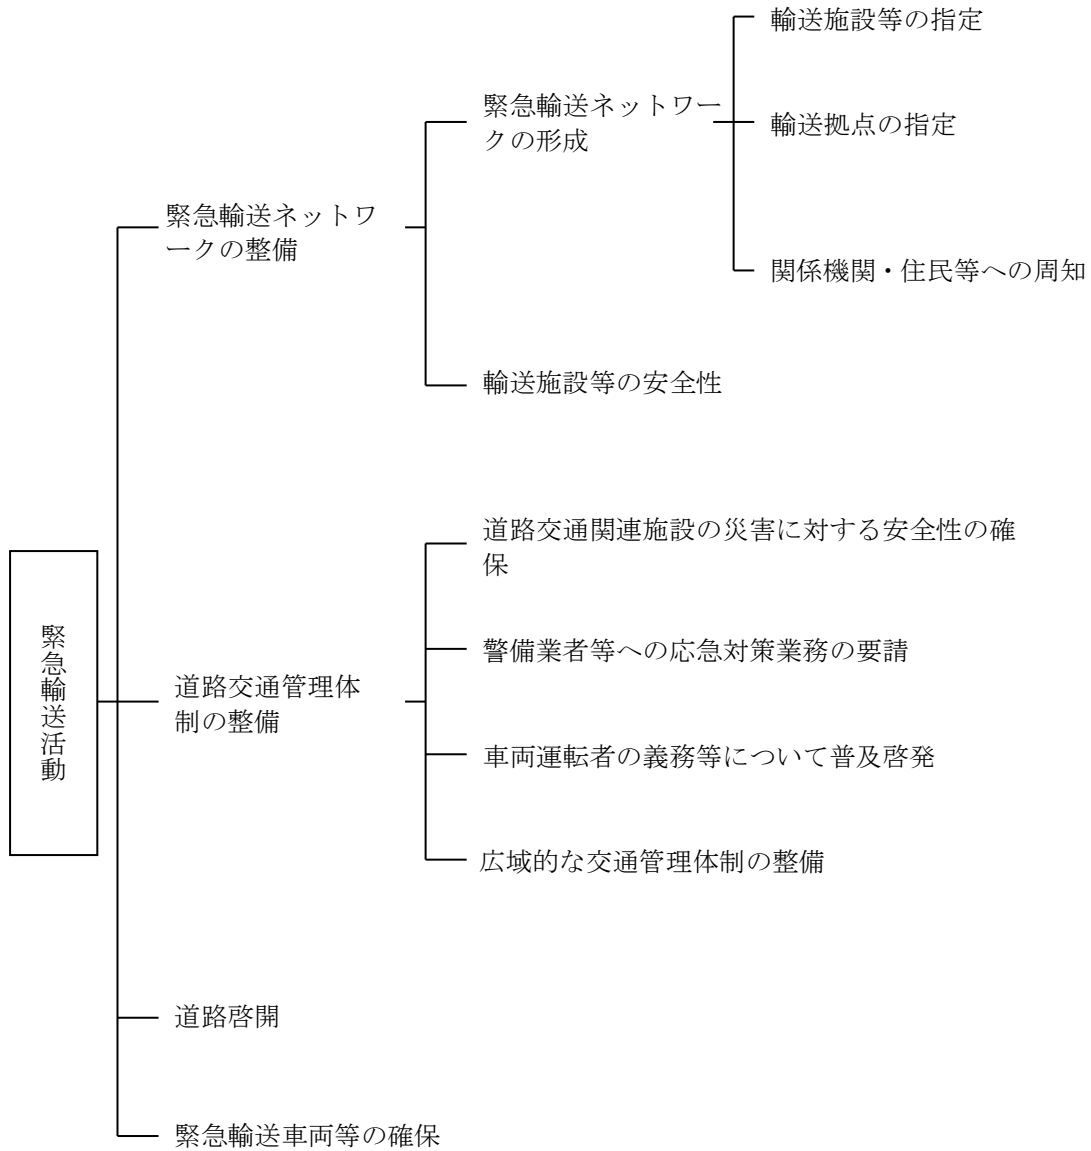 緊急輸送活動
緊急輸送ネットワ
ークの整備
緊急輸送ネットワー
クの形成
輸送施設等の指定
輸送拠点の指定
関係機関・住民等への周知
輸送施設等の安全性
道路交通管理体
制の整備
道路交通関連施設の災害に対する安全性の確
保
警備業者等への応急対策業務の要請
車両運転者の義務等について普及啓発
広域的な交通管理体制の整備
道路啓開
緊急輸送車両等の確保